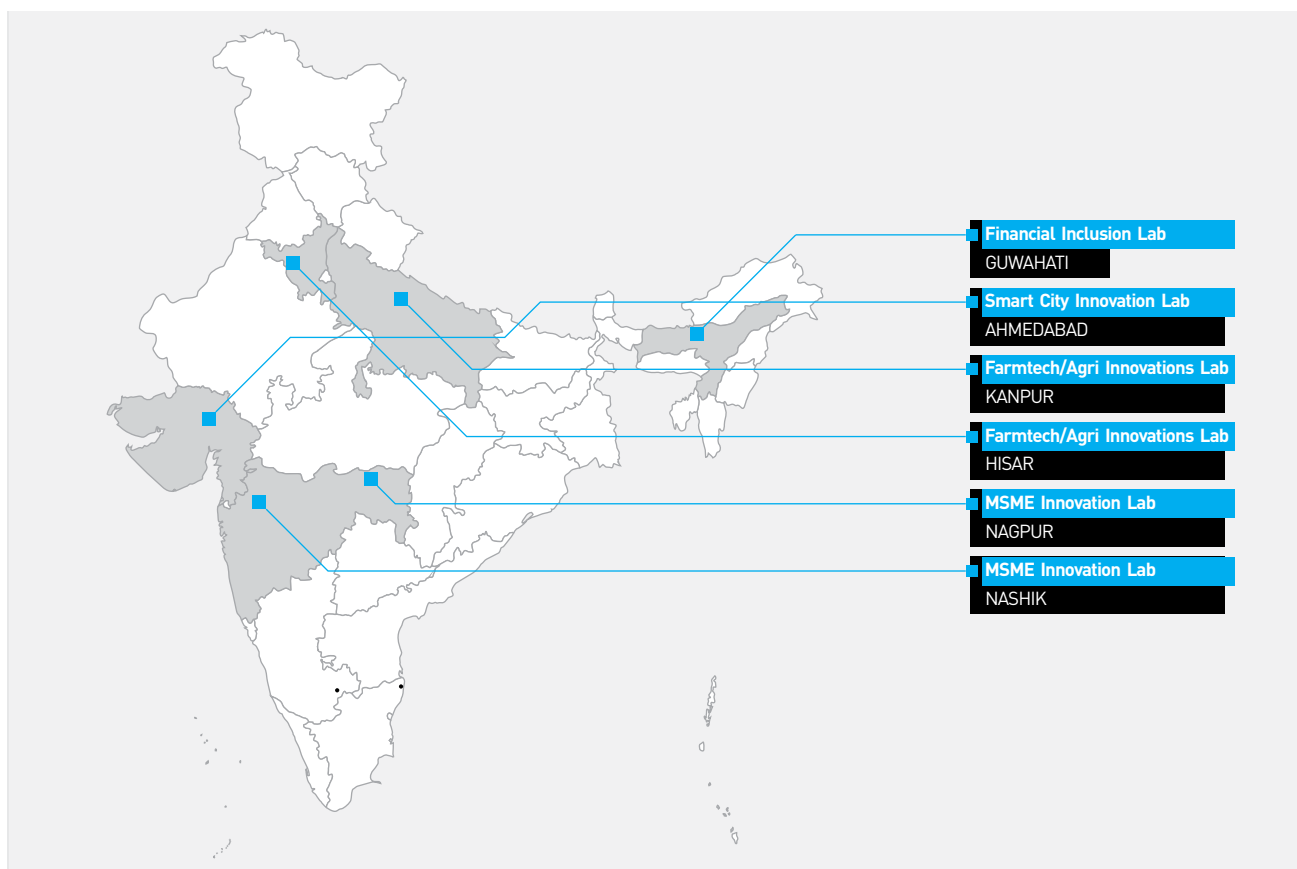 Financial Inclusion Lab
GUWAHATI
Smart City Innovation Lab
AHMEDABAD
Farmtech/Agri Innovations Lab
KANPUR
Farmtech/Agri Innovations Lab
HISAR
MSME Innovation Lab
NAGPUR
MSME Innovation Lab
NASHIK